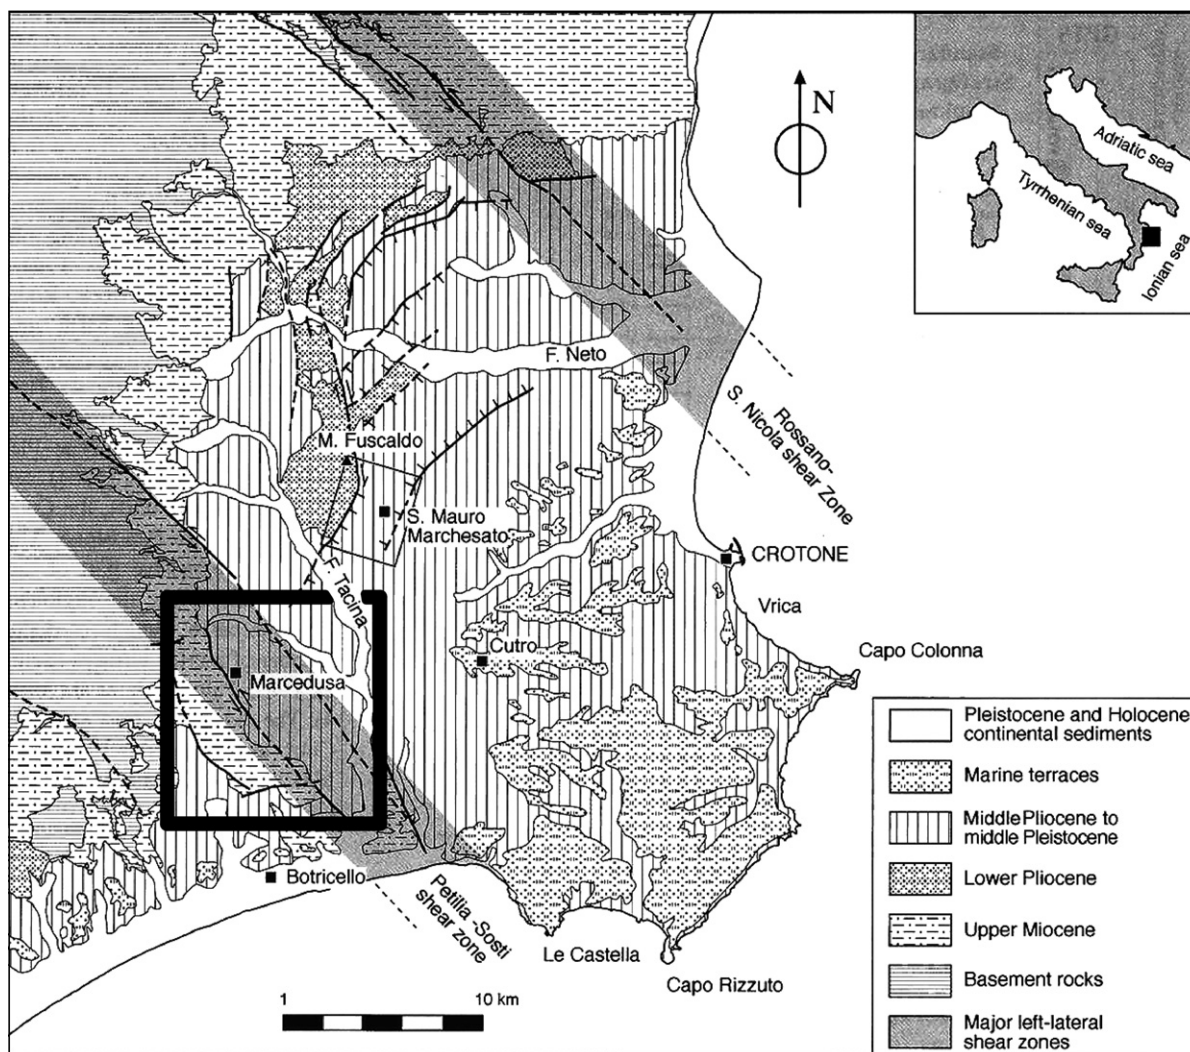 N
Adriatic sea
Tyrrhenian sea
Ionian sea
F. Neto
Rossano-
S. Nicola shear Zone
M. Fuscaldo
S. Mauro
Marchesato
F. Tacina
CROTONE
Vrica
Cutro
Capo Colonna
Marcedusa
Botricello
Petilia -Sosti
shear zone
Le Castella
Capo Rizzuto
1
10 km
Pleistocene and Holocene
continental sediments
Marine terraces
Middle Pliocene to
middle Pleistocene
Lower Pliocene
Upper Miocene
Basement rocks
Major left-lateral
shear zones